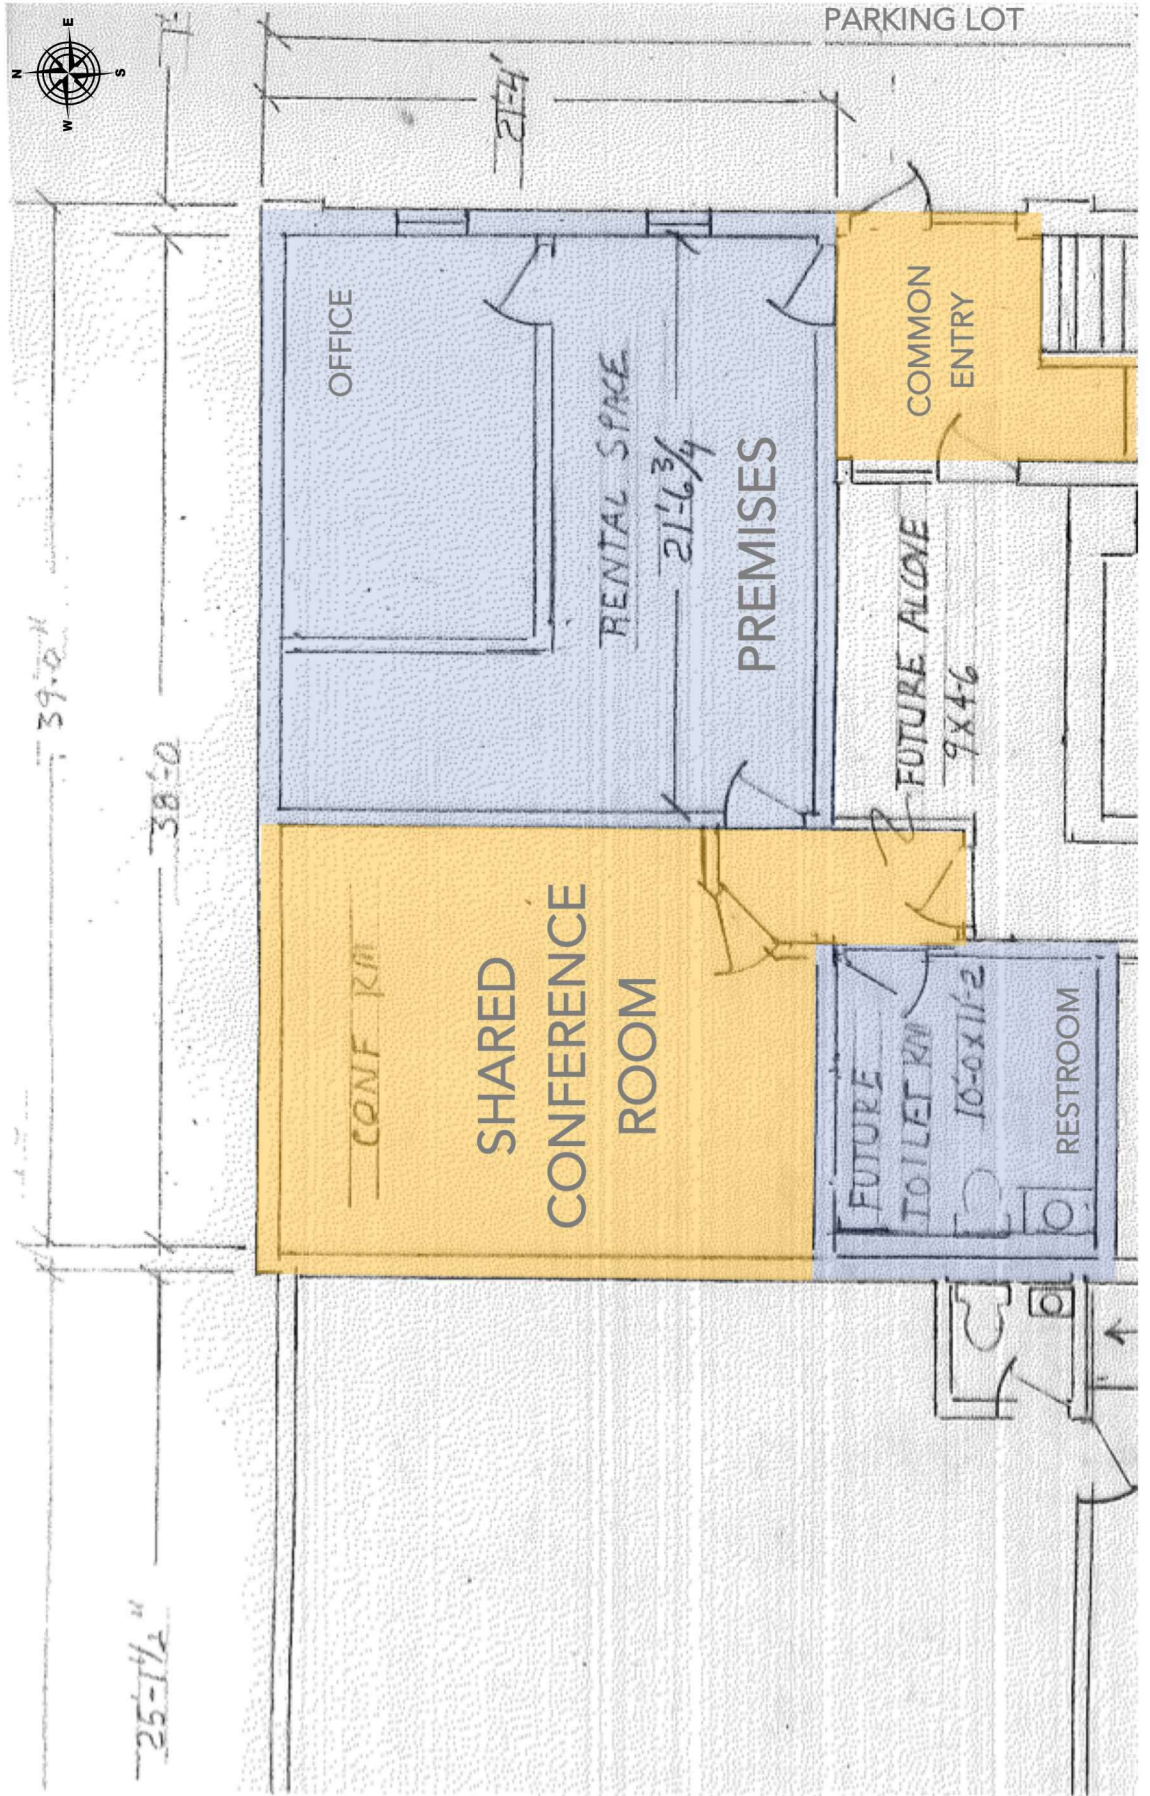 PARKING LOT
E
N
S
W
21'-4'
39'-0"
38'-0
25'-1 1/2"
OFFICE
RENTAL SPACE
21'-6 3/4
PREMISES
COMMON
ENTRY
FUTURE ALCOVE
9X4-6
CONF RM
SHARED
CONFERENCE
ROOM
FUTURE
TOILET RM
10'-0X11'-2
RESTROOM